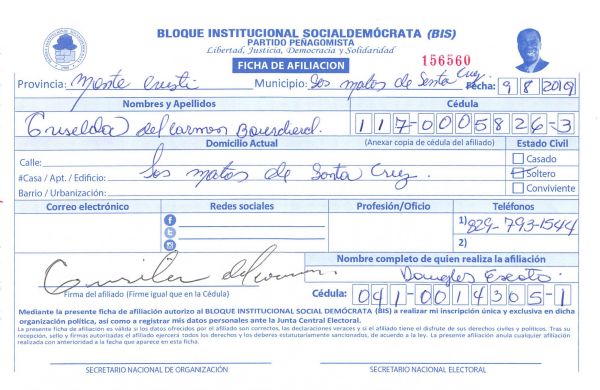 BLOQUE INSTITUCIONAL SOCIALDEMÓCRATA (BIS)
PARTIDO PEÑAGOMISTA
Libertad, Justicia, Democracia y Solidaridad
FICHA DE AFILIACION 156560
Provincia: Monte cristi Municipio: Los matos de Santa Cruz. Fecha: 9/8/2019
Nombres y Apellidos Cédula
Griselda del Carmen 117-0005826-3
Domicilio Actual (Anexar copia de cédula del afiliado) Estado Civil
Calle: Casado
#Casa / Apt. / Edificio: Los matos de Santa Cruz. Soltero
Barrio / Urbanización: Conviviente
Correo electrónico Redes sociales Profesión/Oficio Teléfonos
1) 829-793-1544
2)
Nombre completo de quien realiza la afiliación
Douglas Escoto.
Firma del afiliado (Firme igual que en la Cédula) Cédula: 041-0014305-1
Mediante la presente ficha de afiliación autorizo al BLOQUE INSTITUCIONAL SOCIAL DEMÓCRATA (BIS) a realizar mi inscripción única y exclusiva en dicha
organización política, así como a registrar mis datos personales ante la Junta Central Electoral.
La presente ficha de afiliación es válida si los datos ofrecidos por el afiliado son correctos, las declaraciones veraces y si el afiliado tiene el disfrute de sus derechos civiles y políticos. Tras su
recepción, sello y firmas autorizadas el afiliado ejercerá todos los derechos y los deberes estatutariamente sancionados, de acuerdo a la ley. La presente afiliación anula cualquier afiliación
realizada con anterioridad a la fecha que aparece en esta ficha.
SECRETARIO NACIONAL DE ORGANIZACIÓN SECRETARIO NACIONAL ELECTORAL